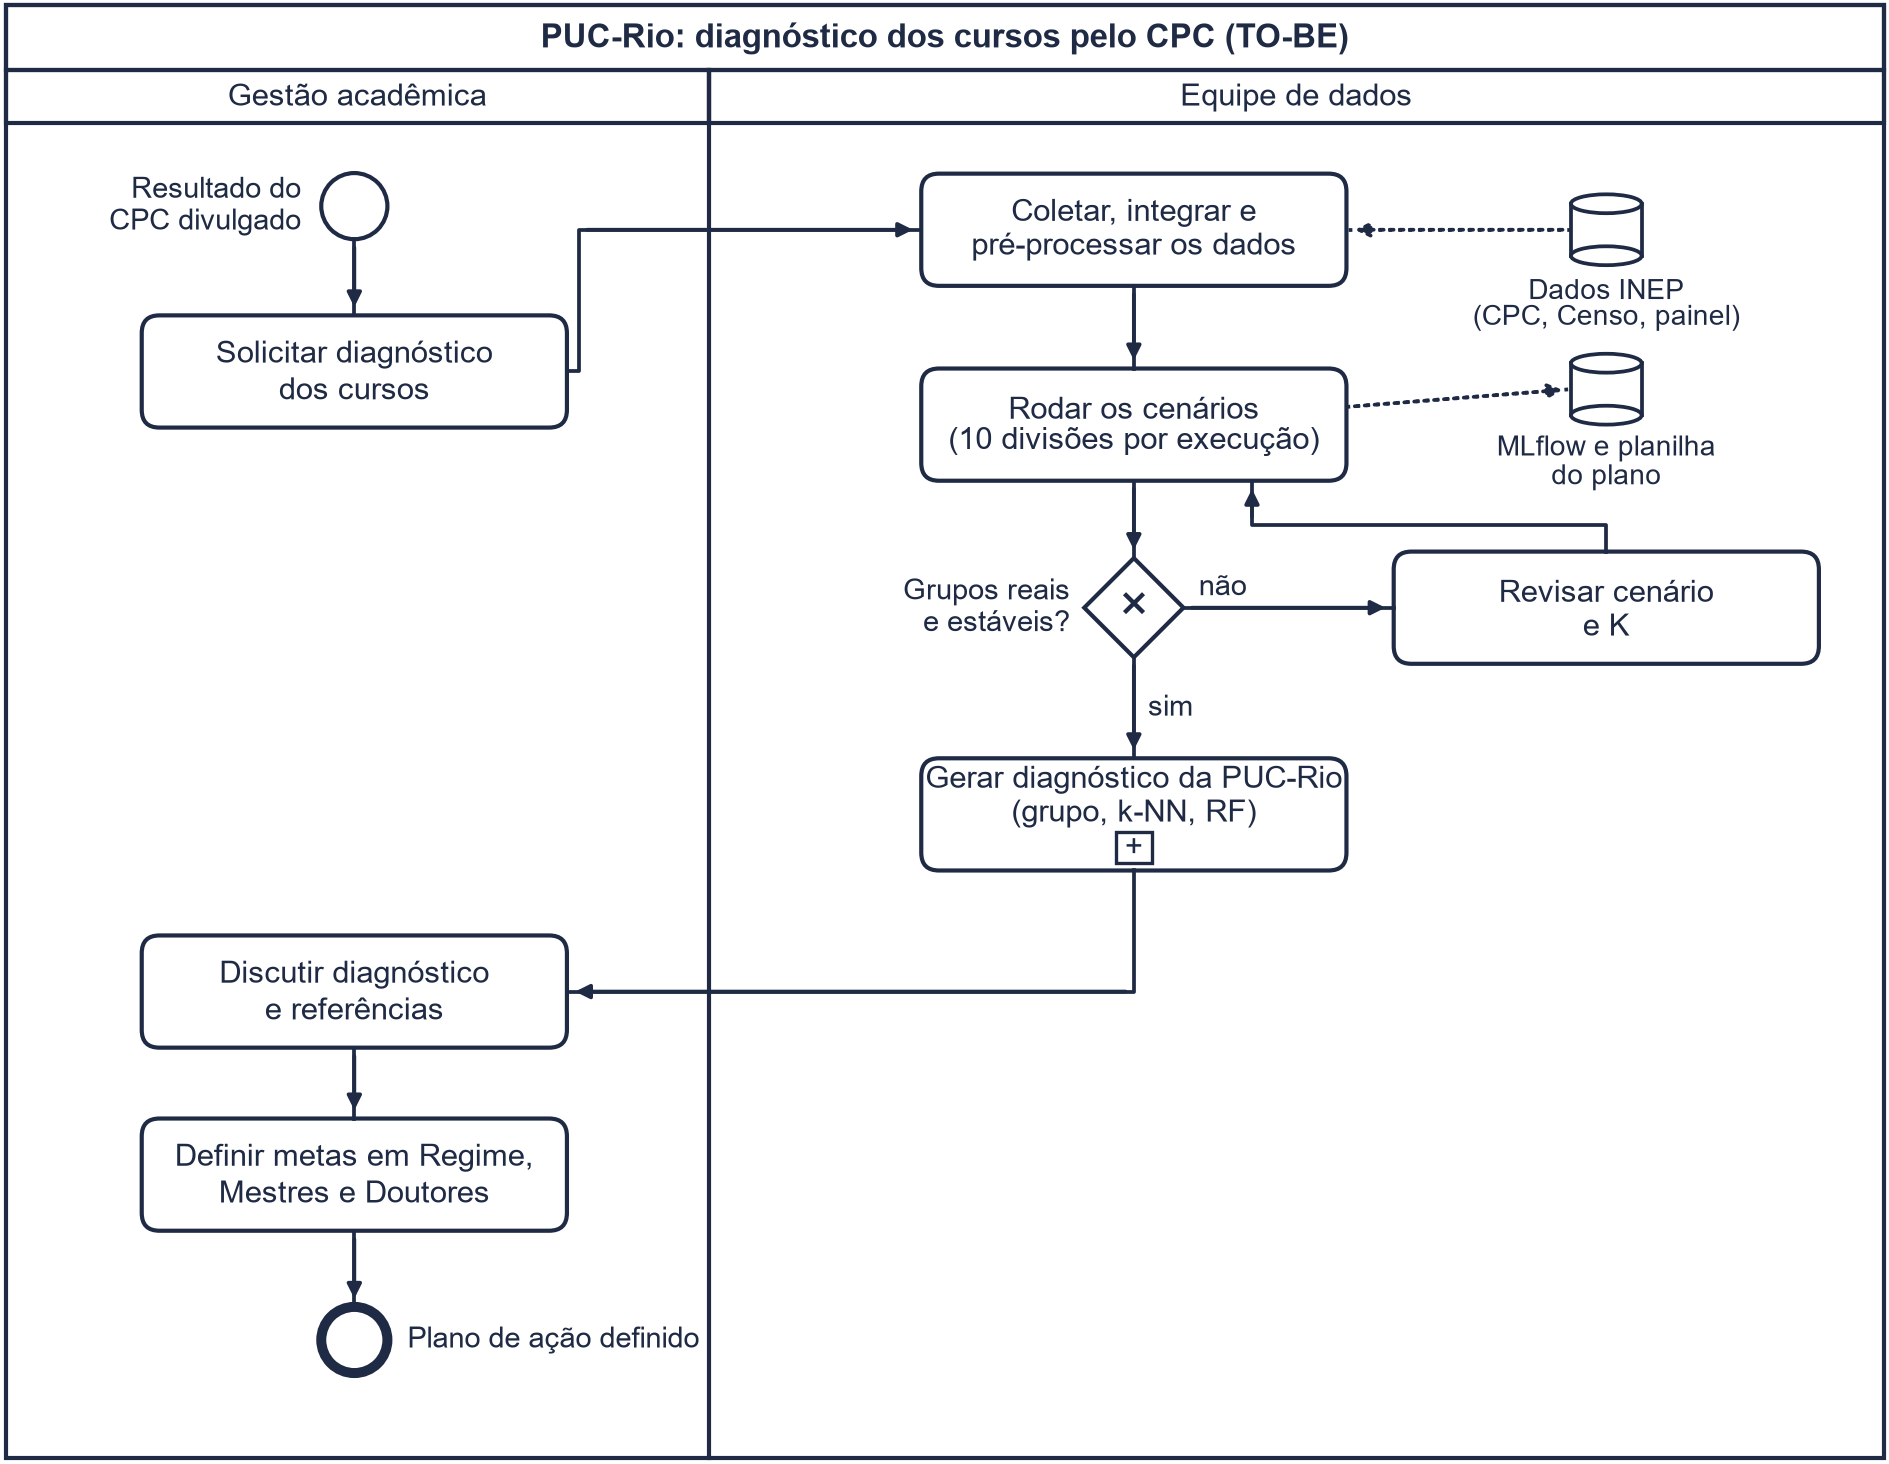 PUC-Rio: diagnóstico dos cursos pelo CPC (TO-BE)
Gestão acadêmica
Equipe de dados
Resultado do
CPC divulgado
Solicitar diagnóstico
dos cursos
Coletar, integrar e
pré-processar os dados
Dados INEP
(CPC, Censo, painel)
Rodar os cenários
(10 divisões por execução)
MLflow e planilha
do plano
Grupos reais
e estáveis?
não
Revisar cenário
e K
sim
Gerar diagnóstico da PUC-Rio
(grupo, k-NN, RF)
+
Discutir diagnóstico
e referências
Definir metas em Regime,
Mestres e Doutores
Plano de ação definido